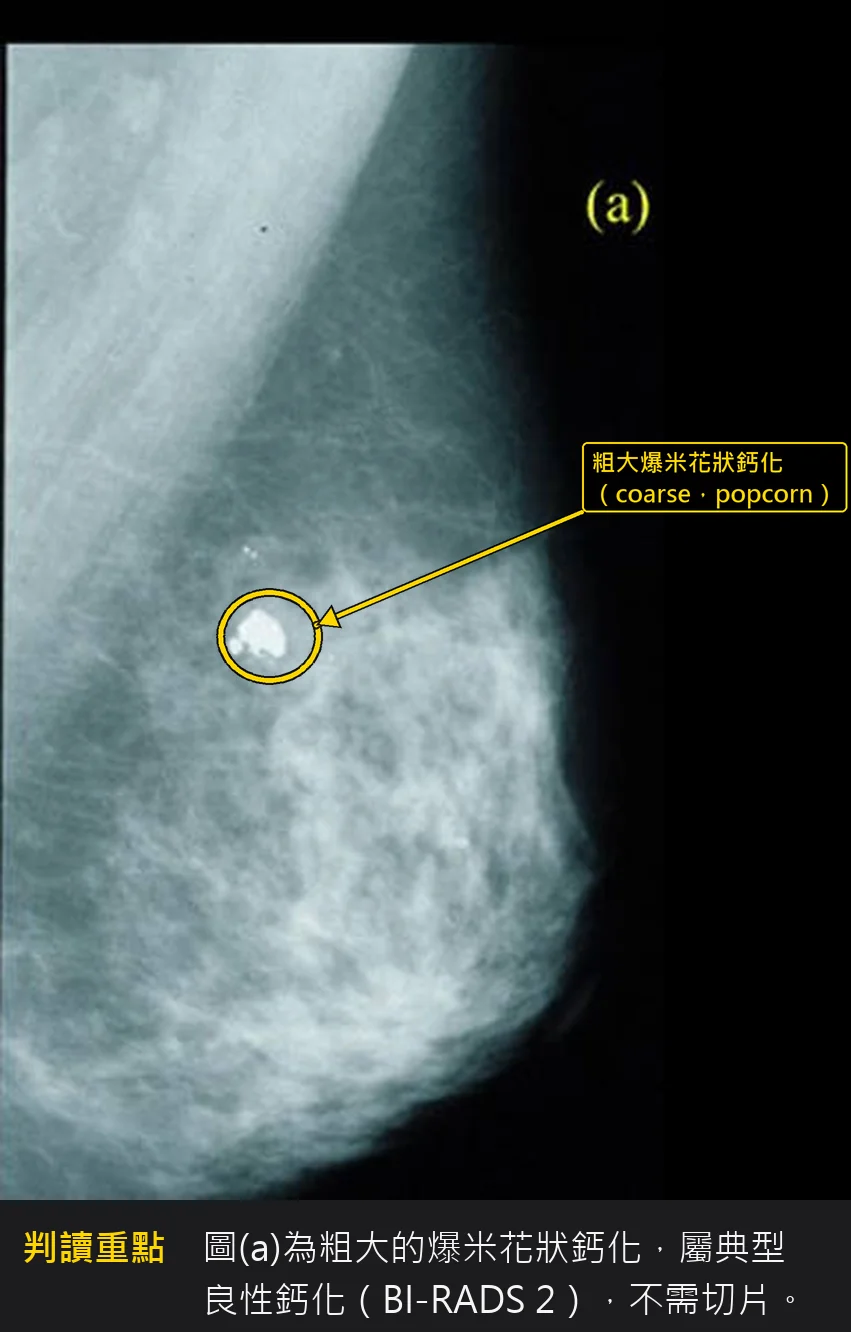 (a)
粗大爆米花狀鈣化
（coarse，popcorn）
判讀重點 圖(a)為粗大的爆米花狀鈣化，屬典型
良性鈣化（BI-RADS 2），不需切片。